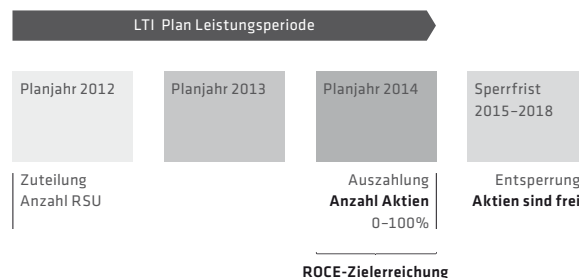 LTI Plan Leistungsperiode
Planjahr 2012
Planjahr 2013
Planjahr 2014
Sperrfrist
2015–2018
Zuteilung
Anzahl RSU
Auszahlung
Anzahl Aktien
0–100%
Entsperrung
Aktien sind frei
ROCE-Zielerreichung